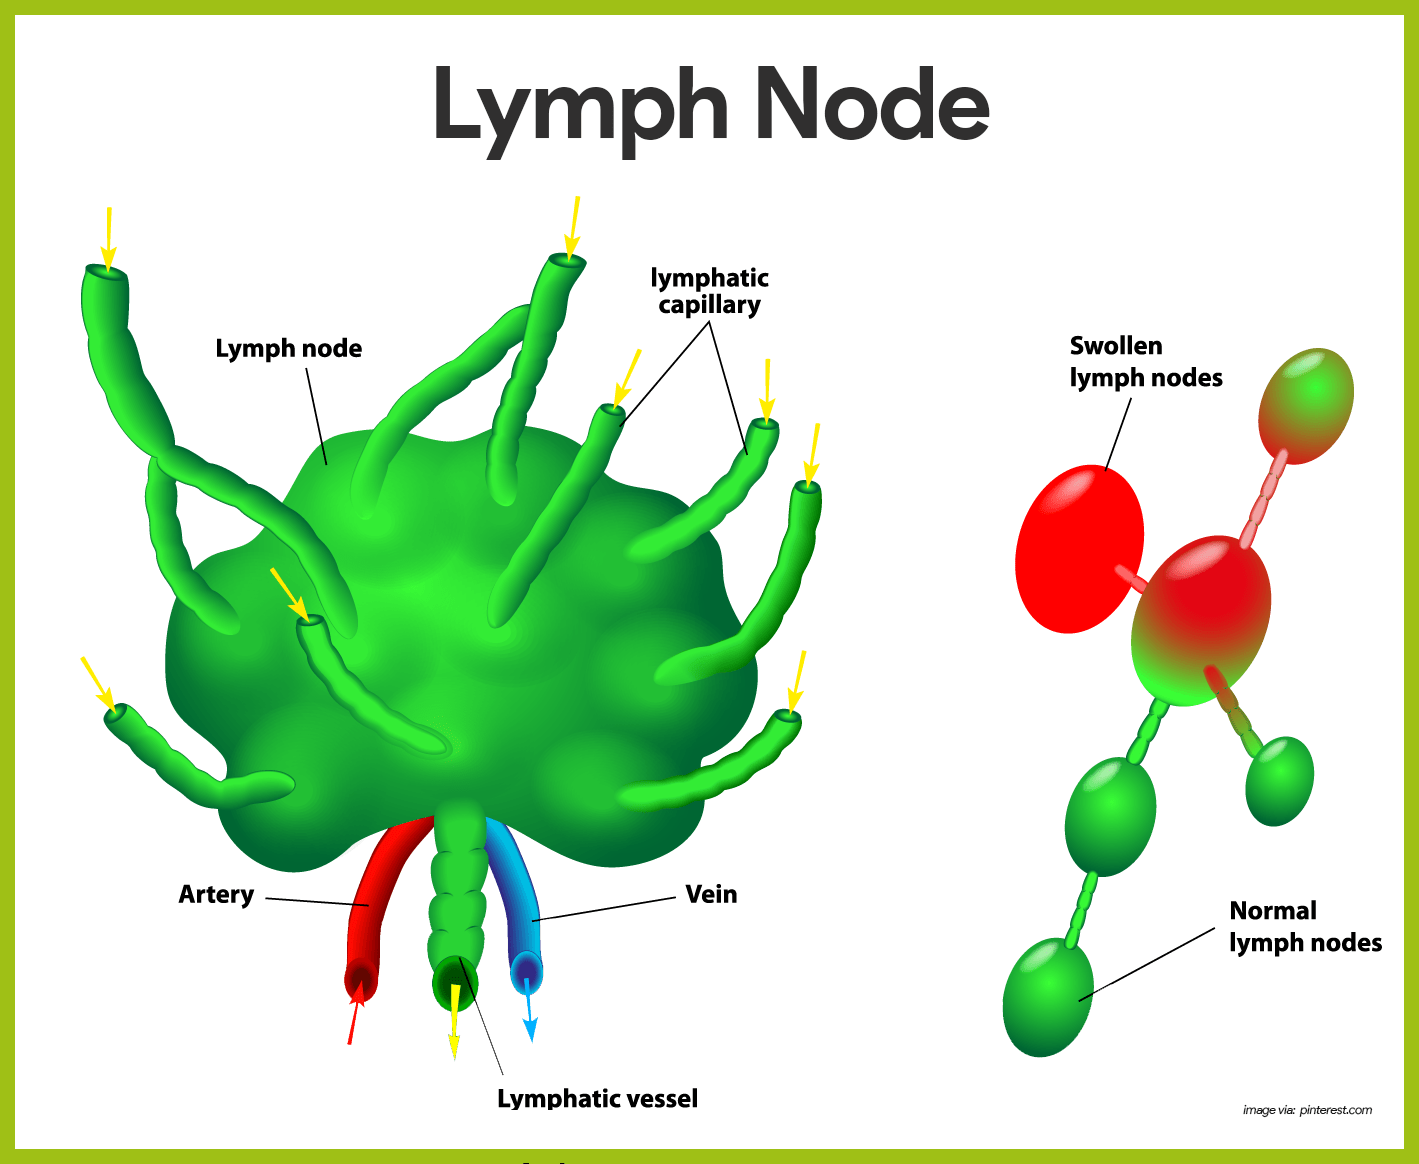 Lymph Node
lymphatic
capillary
Lymph node
Swollen
lymph nodes
Artery
Vein
Normal
lymph nodes
Lymphatic vessel
image via: pinterest.com